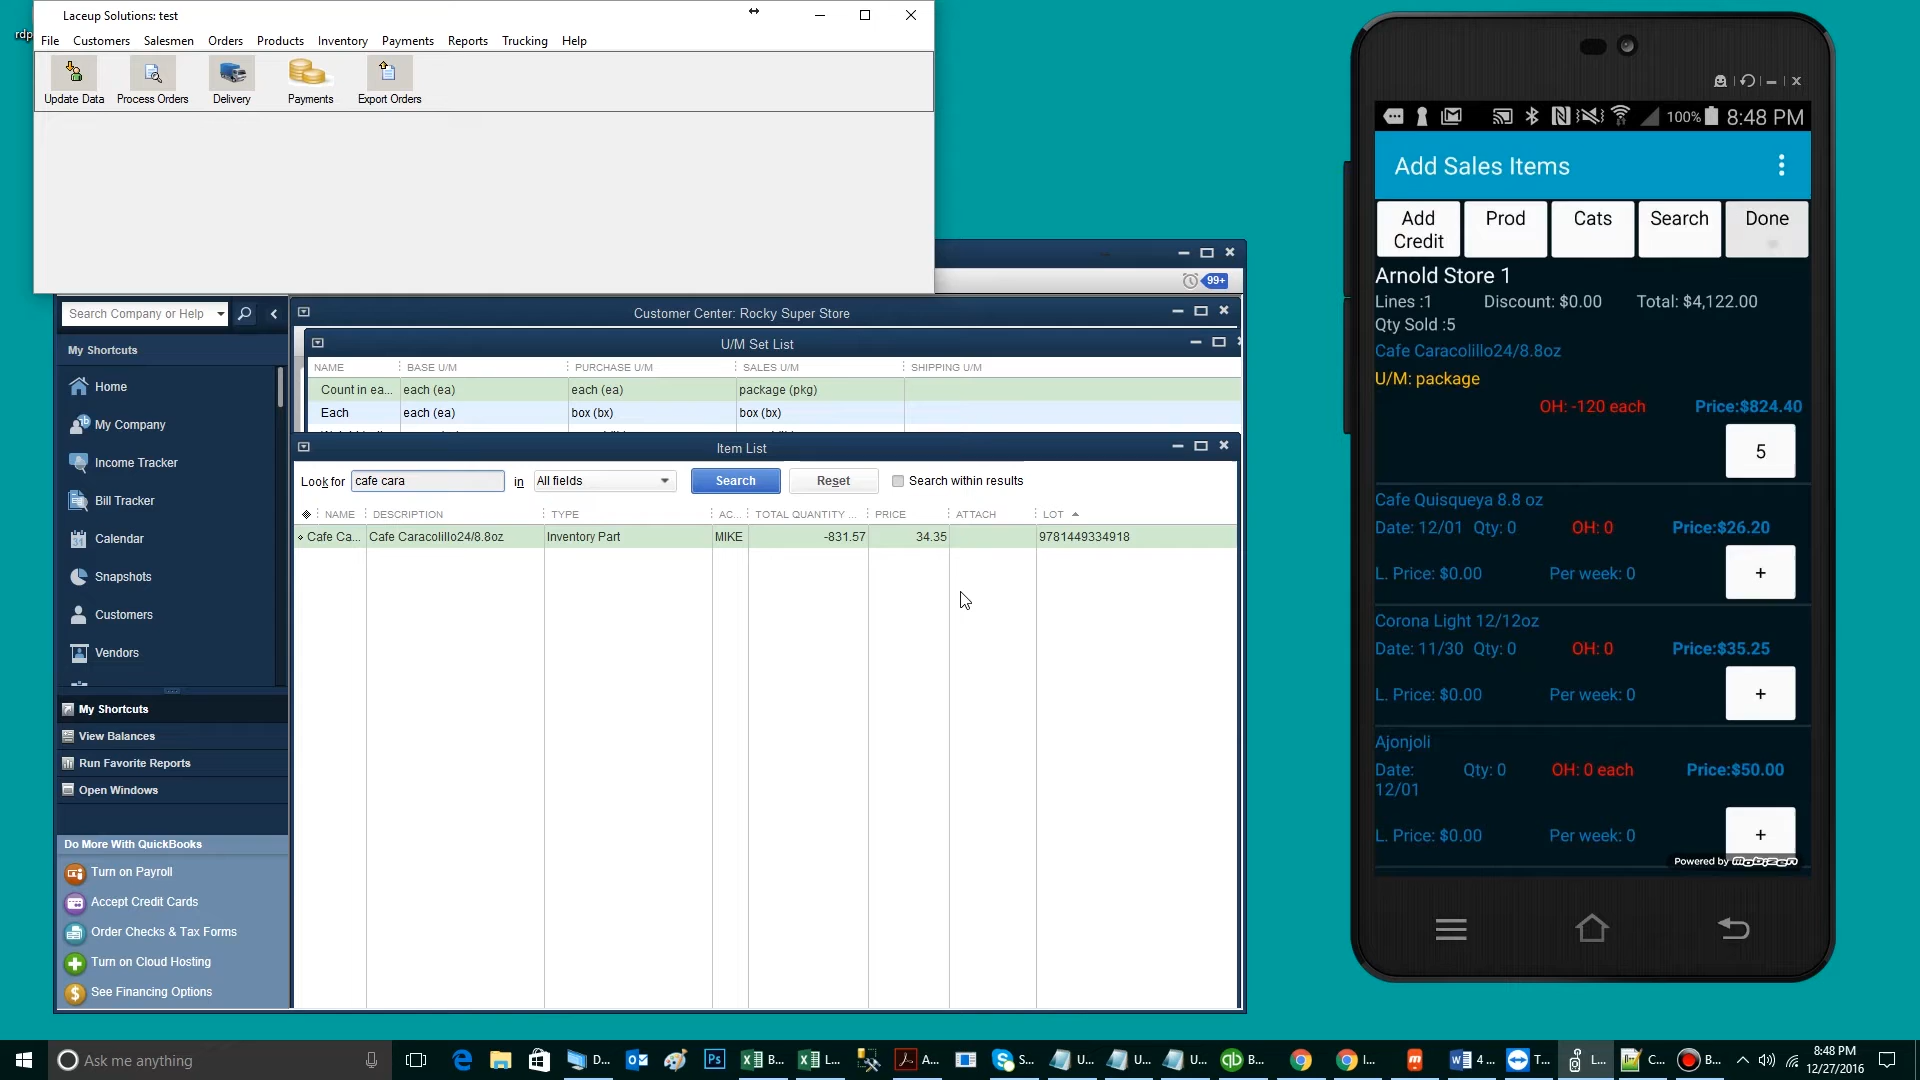 rdp
Laceup Solutions: test
File Customers Salesmen Orders Products Inventory Payments Reports Trucking Help
Update Data Process Orders Delivery Payments Export Orders
99+
Search Company or Help
My Shortcuts
Home
My Company
Income Tracker
Bill Tracker
Calendar
Snapshots
Customers
Vendors
My Shortcuts
View Balances
Run Favorite Reports
Open Windows
Do More With QuickBooks
Turn on Payroll
Accept Credit Cards
Order Checks & Tax Forms
Turn on Cloud Hosting
See Financing Options
Customer Center: Rocky Super Store
U/M Set List
NAME BASE U/M PURCHASE U/M SALES U/M SHIPPING U/M
Count in ea... each (ea) each (ea) package (pkg)
Each each (ea) box (bx) box (bx)
Item List
Look for cafe cara in All fields Search Reset Search within results
NAME DESCRIPTION TYPE AC... TOTAL QUANTITY ... PRICE ATTACH LOT
Cafe Ca... Cafe Caracolillo24/8.8oz Inventory Part MIKE -831.57 34.35 9781449334918
100% 8:48 PM
Add Sales Items
Add Credit Prod Cats Search Done
Arnold Store 1
Lines :1 Discount: $0.00 Total: $4,122.00
Qty Sold :5
Cafe Caracolillo24/8.8oz
U/M: package
OH: -120 each Price:$824.40
5
Cafe Quisqueya 8.8 oz
Date: 12/01 Qty: 0 OH: 0 Price:$26.20
L. Price: $0.00 Per week: 0 +
Corona Light 12/12oz
Date: 11/30 Qty: 0 OH: 0 Price:$35.25
L. Price: $0.00 Per week: 0 +
Ajonjoli
Date: 12/01 Qty: 0 OH: 0 each Price:$50.00
L. Price: $0.00 Per week: 0 +
Powered by mobizen
Ask me anything
D... B... L... A... S... U... U... U... B... I... 4 ... T... L... C... B...
8:48 PM
12/27/2016